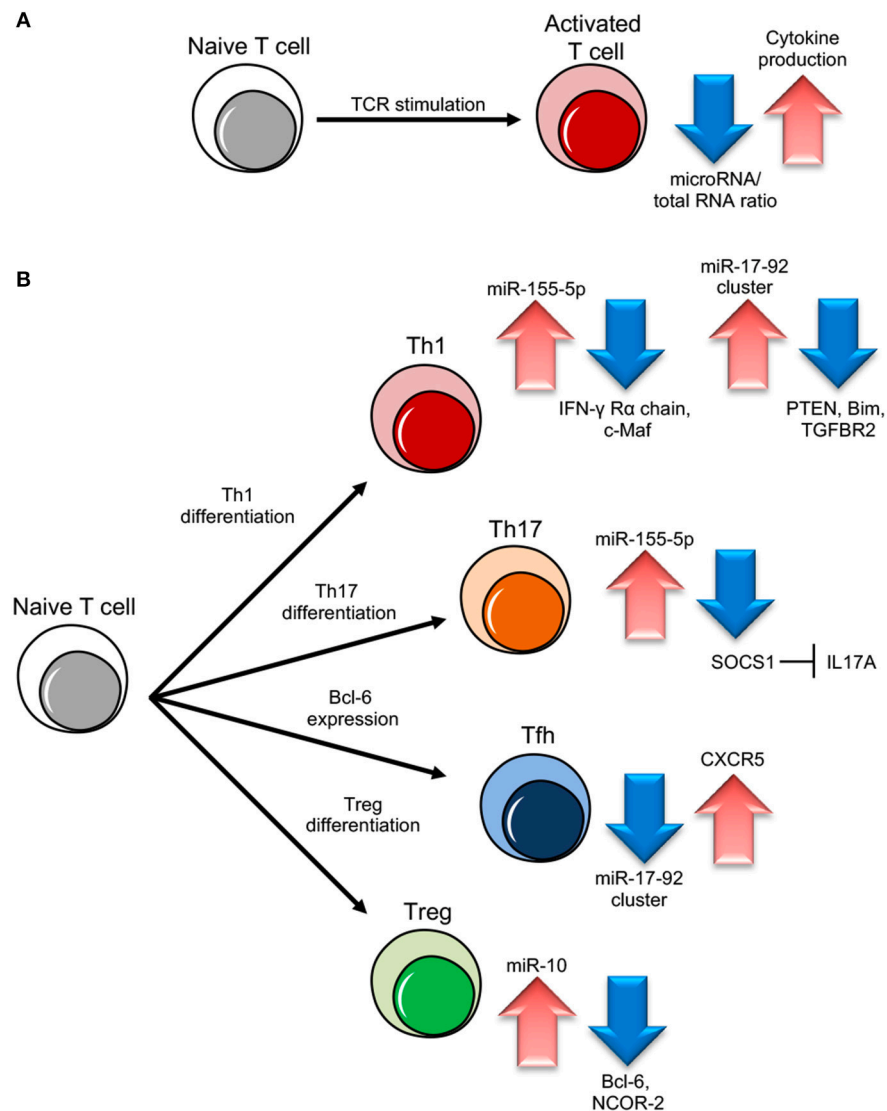 A
Naive T cell
TCR stimulation
Activated
T cell
microRNA/
total RNA ratio
Cytokine
production
B
Naive T cell
Th1
differentiation
Th1
miR-155-5p
IFN-γ Rα chain,
c-Maf
miR-17-92
cluster
PTEN, Bim,
TGFBR2
Th17
differentiation
Th17
miR-155-5p
SOCS1
IL17A
Bcl-6
expression
Tfh
miR-17-92
cluster
CXCR5
Treg
differentiation
Treg
miR-10
Bcl-6,
NCOR-2